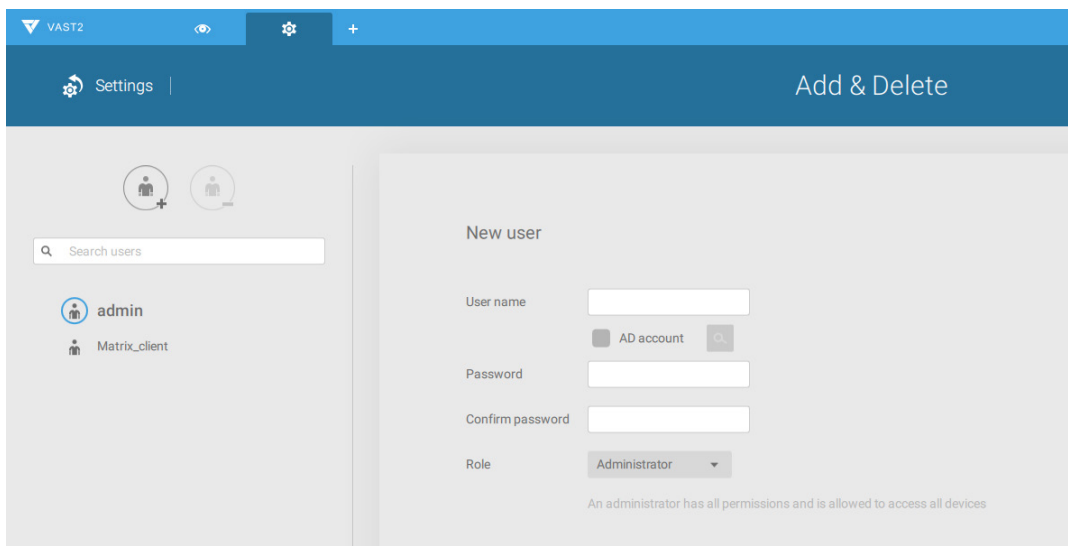 VAST2
Settings
Add & Delete
Search users
admin
Matrix_client
New user
User name
AD account
Password
Confirm password
Role
Administrator
An administrator has all permissions and is allowed to access all devices